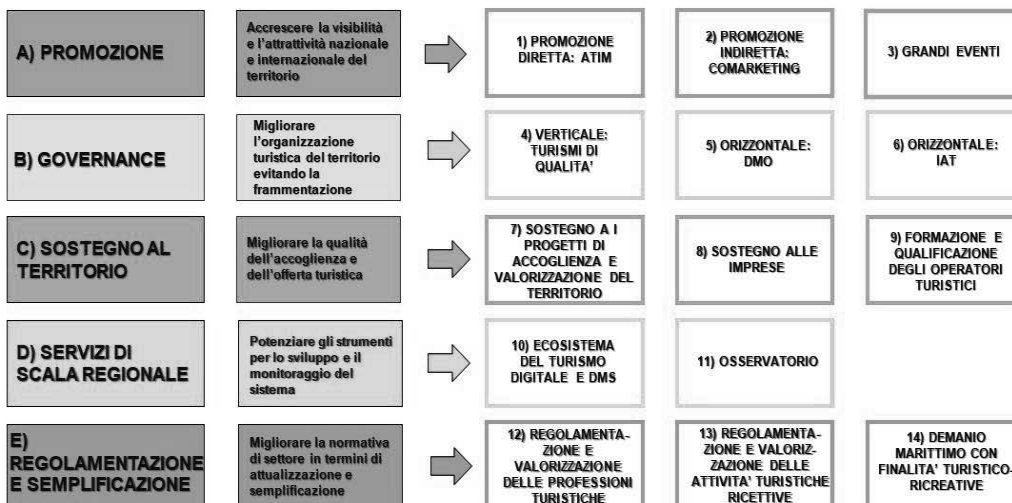 A) PROMOZIONE
Accrescere la visibilità
e l'attrattività nazionale
e internazionale del
territorio
1) PROMOZIONE
DIRETTA: ATIM
2) PROMOZIONE
INDIRETTA:
COMARKETING
3) GRANDI EVENTI
B) GOVERNANCE
Migliorare
l'organizzazione
turistica del territorio
evitando la
frammentazione
4) VERTICALE:
TURISMI DI
QUALITA'
5) ORIZZONTALE:
DMO
6) ORIZZONTALE:
IAT
C) SOSTEGNO AL
TERRITORIO
Migliorare la qualità
dell'accoglienza e
dell'offerta turistica
7) SOSTEGNO A I
PROGETTI DI
ACCOGLIENZA E
VALORIZZAZIONE DEL
TERRITORIO
8) SOSTEGNO ALLE
IMPRESE
9) FORMAZIONE E
QUALIFICAZIONE
DEGLI OPERATORI
TURISTICI
D) SERVIZI DI
SCALA REGIONALE
Potenziare gli strumenti
per lo sviluppo e il
monitoraggio del
sistema
10) ECOSISTEMA
DEL TURISMO
DIGITALE E DMS
11) OSSERVATORIO
E)
REGOLAMENTAZIONE
E SEMPLIFICAZIONE
Migliorare la normativa
di settore in termini di
attualizzazione e
semplificazione
12) REGOLAMENTA-
ZIONE E
VALORIZZAZIONE
DELLE PROFESSIONI
TURISTICHE
13) REGOLAMENTA-
ZIONE E VALORIZ-
ZAZIONE DELLE
ATTIVITA' TURISTICHE
RICETTIVE
14) DEMANIO
MARITTIMO CON
FINALITA' TURISTICO-
RICREATIVE